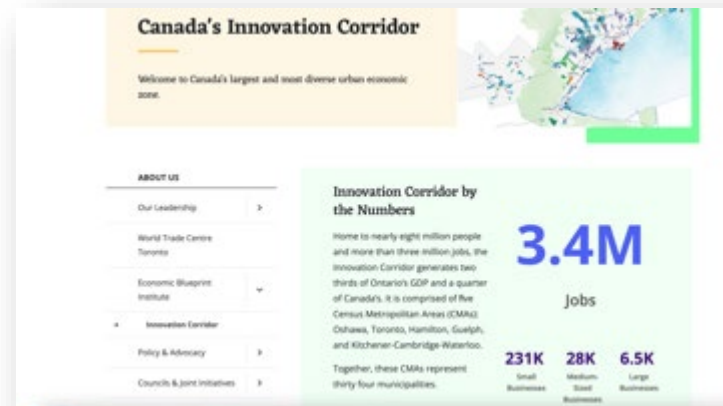 Canada's Innovation Corridor
Welcome to Canada's largest and most diverse urban economic
zone.
ABOUT US
Our Leadership
World Trade Centre
Toronto
Economic Blueprint
Institute
Innovation Corridor
Policy & Advocacy
Councils & Joint Initiatives
Innovation Corridor by
the Numbers
Home to nearly eight million people
and more than three million jobs, the
Innovation Corridor generates two
thirds of Ontario's GDP and a quarter
of Canada's. It is comprised of five
Census Metropolitan Areas (CMAs):
Oshawa, Toronto, Hamilton, Guelph,
and Kitchener-Cambridge-Waterloo.
Together, these CMAs represent
thirty four municipalities.
3.4M
Jobs
231K
Small
Businesses
28K
Medium-
Sized
Businesses
6.5K
Large
Businesses